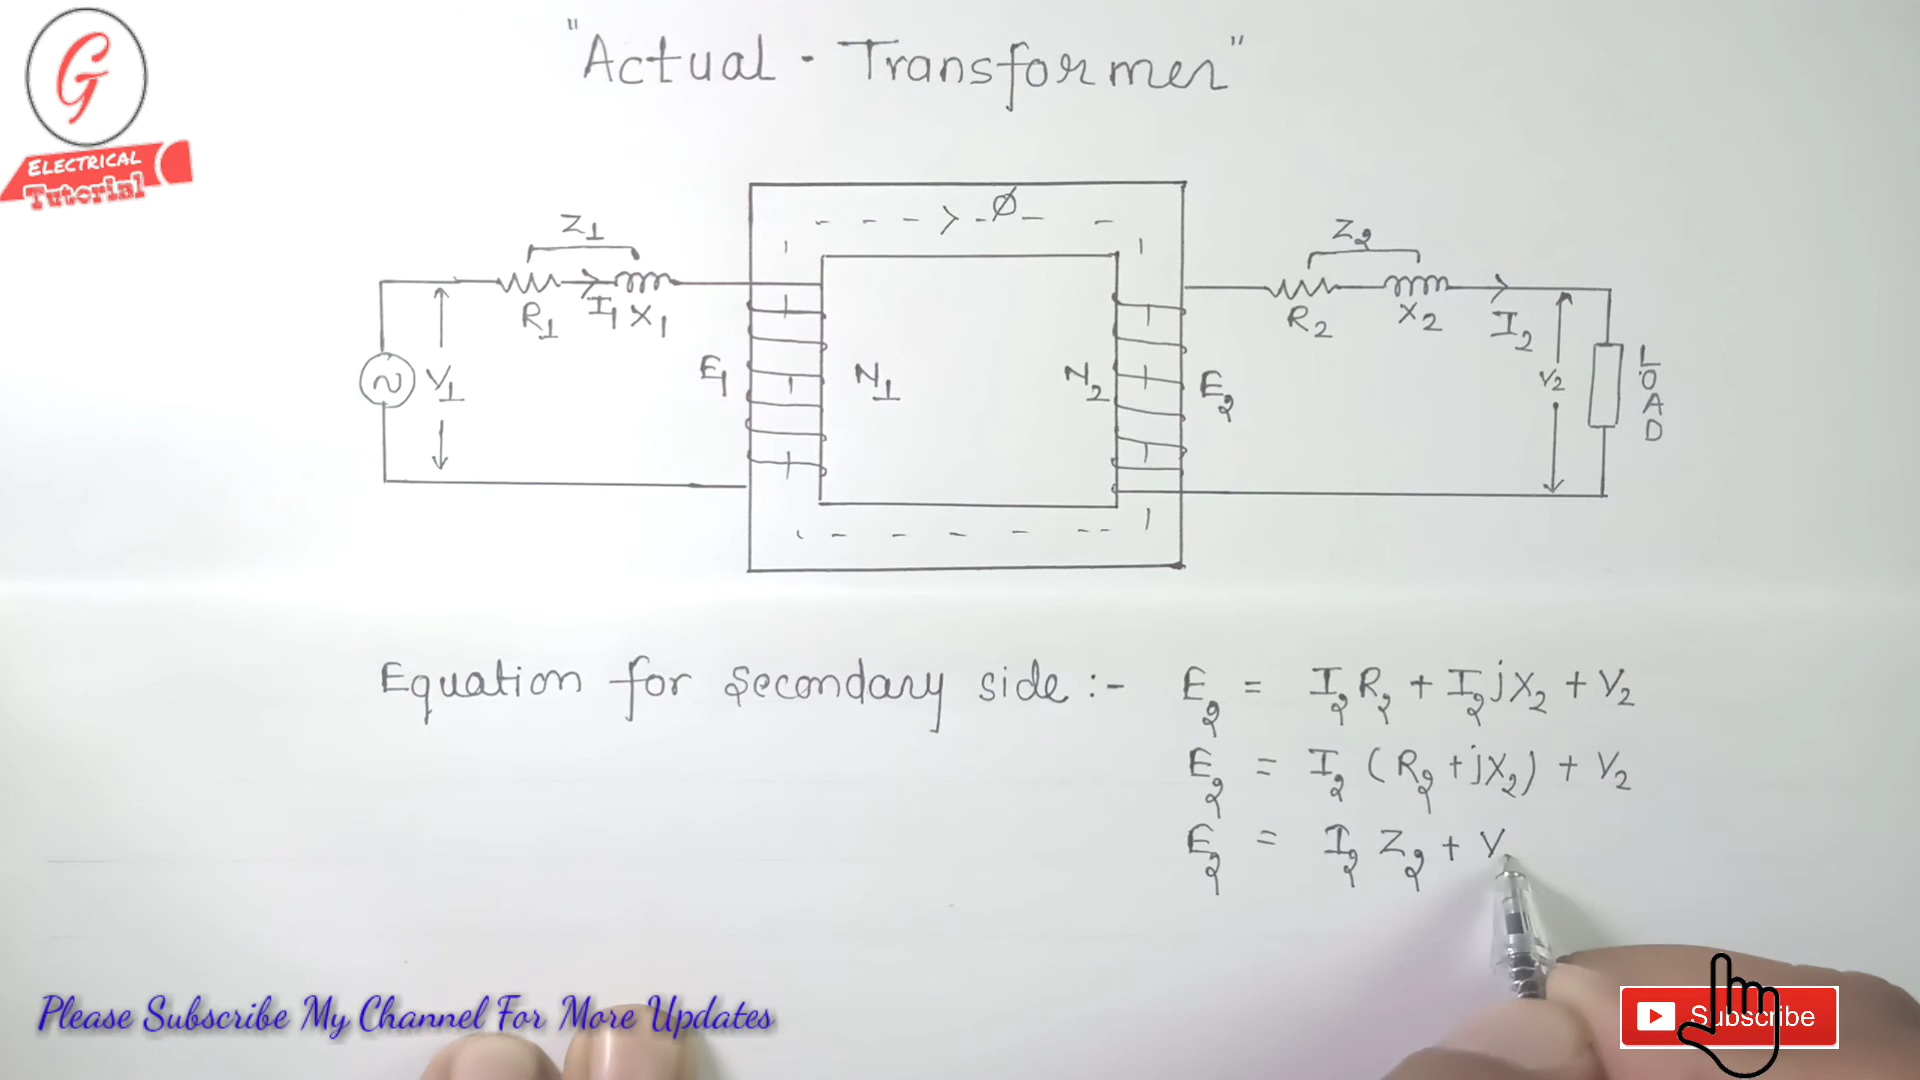 "Actual - Transformer"
G
ELECTRICAL
Tutorial
Z1
R1 I1 X1
V1
E1
N1
Φ
N2
E2
Z2
R2 X2 I2
V2
LOAD
Equation for secondary side :- E2 = I2R2 + I2jX2 + V2
E2 = I2 (R2 + jX2) + V2
E2 = I2 Z2 + V
Please Subscribe My Channel For More Updates
Subscribe